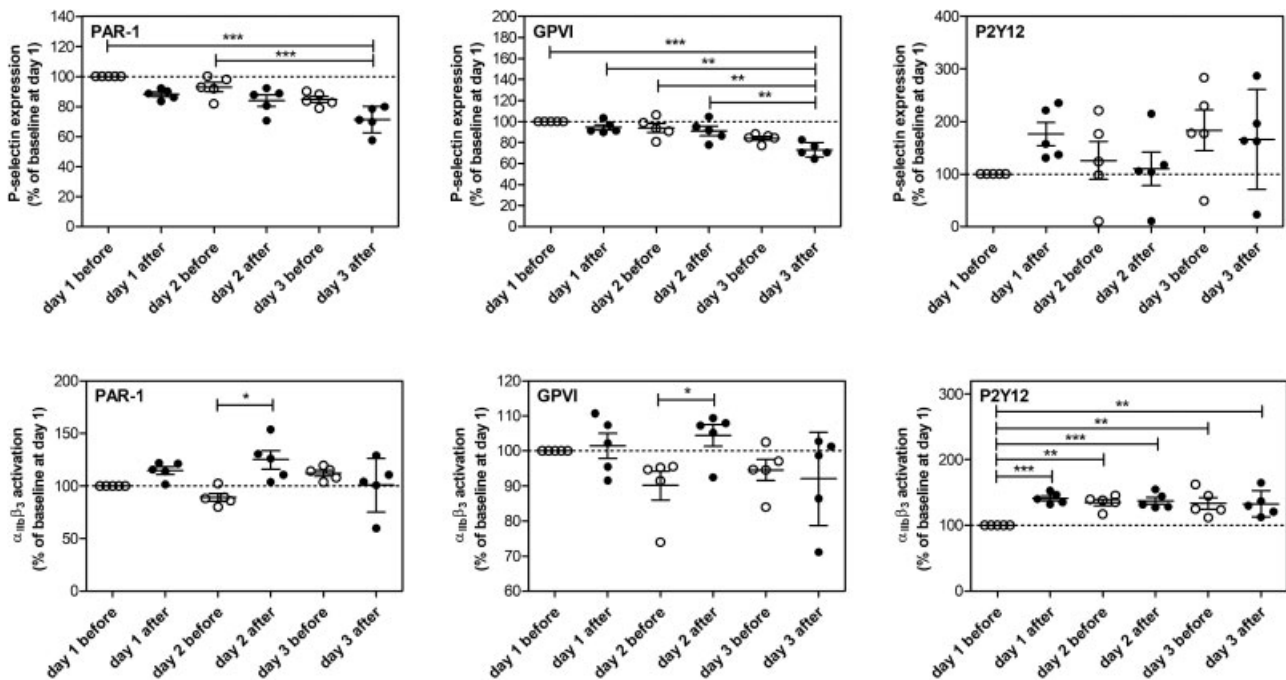 PAR-1
P-selectin expression
(% of baseline at day 1)
140
120
100
80
60
40
20
0
***
***
day 1 before
day 1 after
day 2 before
day 2 after
day 3 before
day 3 after
GPVI
P-selectin expression
(% of baseline at day 1)
200
180
160
140
120
100
80
60
40
20
0
***
**
**
**
day 1 before
day 1 after
day 2 before
day 2 after
day 3 before
day 3 after
P2Y12
P-selectin expression
(% of baseline at day 1)
400
300
200
100
0
day 1 before
day 1 after
day 2 before
day 2 after
day 3 before
day 3 after
PAR-1
αIIbβ3 activation
(% of baseline at day 1)
200
150
100
50
0
*
day 1 before
day 1 after
day 2 before
day 2 after
day 3 before
day 3 after
GPVI
αIIbβ3 activation
(% of baseline at day 1)
120
110
100
90
80
70
60
*
day 1 before
day 1 after
day 2 before
day 2 after
day 3 before
day 3 after
P2Y12
αIIbβ3 activation
(% of baseline at day 1)
300
200
100
0
**
**
***
**
***
day 1 before
day 1 after
day 2 before
day 2 after
day 3 before
day 3 after